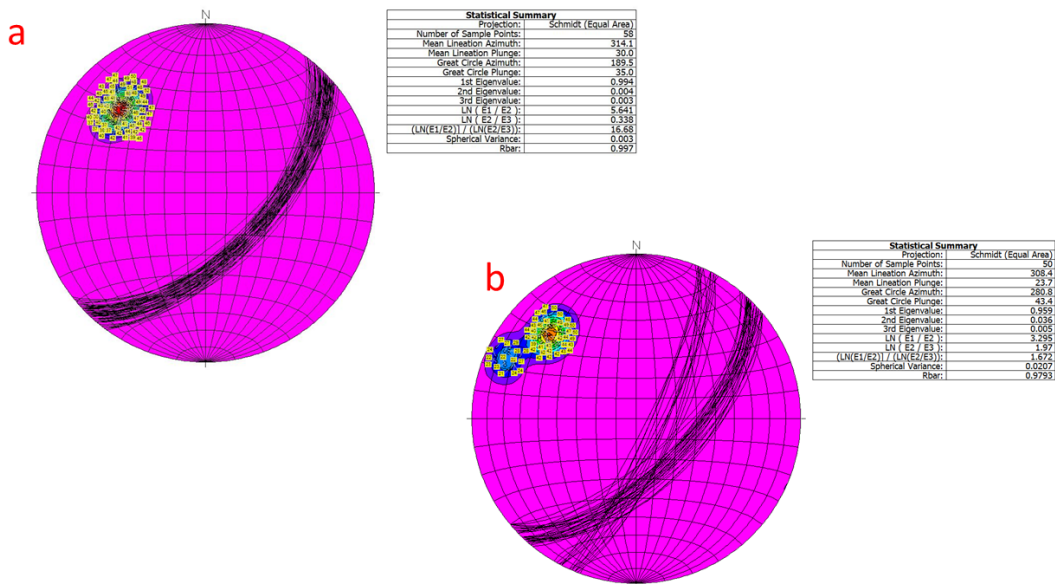 a
N
Statistical Summary
Projection: Schmidt (Equal Area)
Number of Sample Points: 58
Mean Lineation Azimuth: 314.1
Mean Lineation Plunge: 30.0
Great Circle Azimuth: 189.5
Great Circle Plunge: 35.0
1st Eigenvalue: 0.994
2nd Eigenvalue: 0.004
3rd Eigenvalue: 0.003
LN ( E1 / E2 ): 5.641
LN ( E2 / E3 ): 0.338
(LN(E1/E2)] / (LN(E2/E3)): 16.68
Spherical Variance: 0.003
Rbar: 0.997
b
N
Statistical Summary
Projection: Schmidt (Equal Area)
Number of Sample Points: 50
Mean Lineation Azimuth: 308.4
Mean Lineation Plunge: 23.7
Great Circle Azimuth: 280.8
Great Circle Plunge: 43.4
1st Eigenvalue: 0.959
2nd Eigenvalue: 0.036
3rd Eigenvalue: 0.005
LN ( E1 / E2 ): 3.295
LN ( E2 / E3 ): 1.97
(LN(E1/E2)] / (LN(E2/E3)): 1.672
Spherical Variance: 0.0207
Rbar: 0.9793